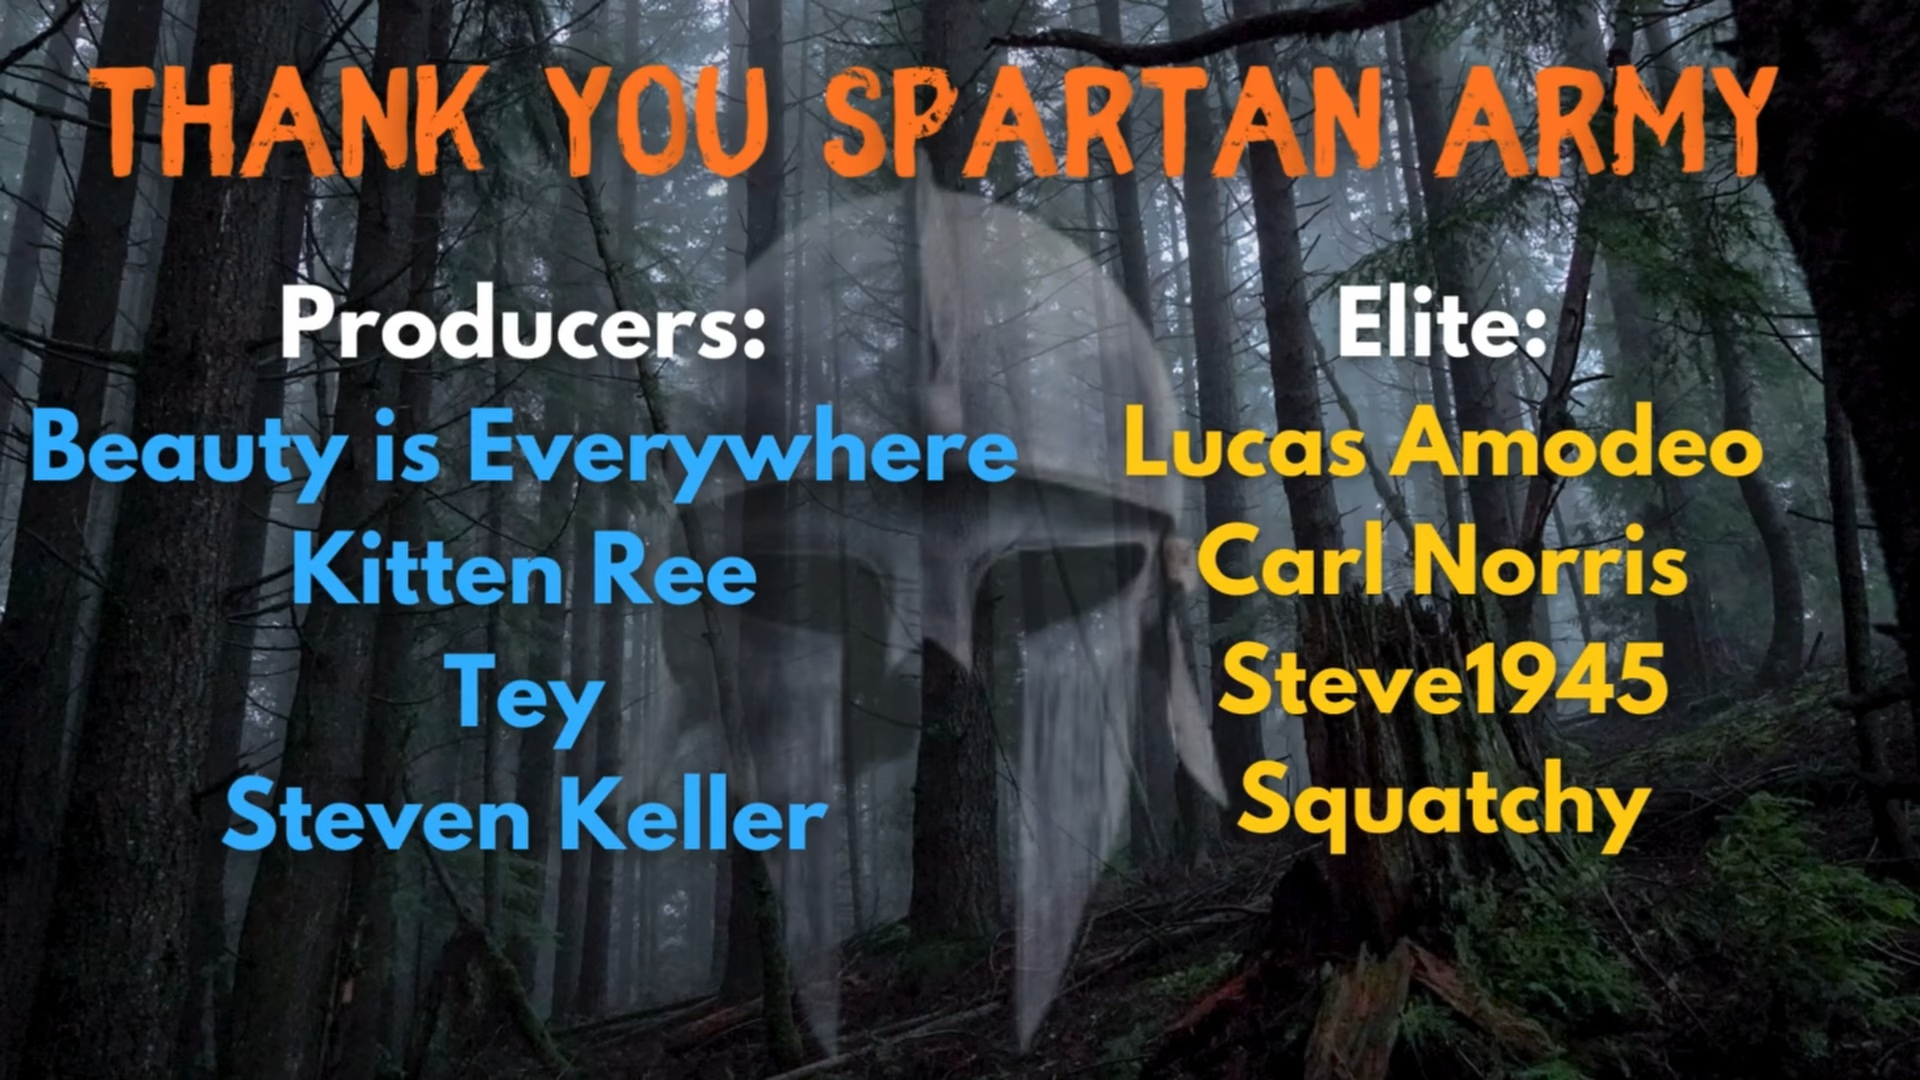 THANK YOU SPARTAN ARMY
Producers:
Beauty is Everywhere
Kitten Ree
Tey
Steven Keller
Elite:
Lucas Amodeo
Carl Norris
Steve1945
Squatchy